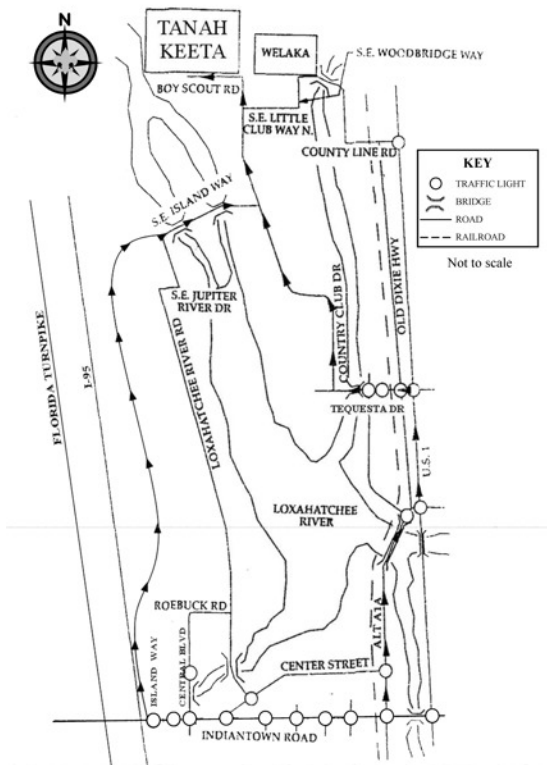 N
TANAH
KEETA
WELAKA
S.E. WOODBRIDGE WAY
BOY SCOUT RD
S.E. LITTLE
CLUB WAY N.
COUNTY LINE RD
KEY
TRAFFIC LIGHT
BRIDGE
ROAD
RAILROAD
Not to scale
S.E. ISLAND WAY
S.E. JUPITER
RIVER DR
COUNTRY CLUB DR
OLD DIXIE HWY
FLORIDA TURNPIKE
I-95
LOXAHATCHEE RIVER RD
TEQUESTA DR
U.S. 1
LOXAHATCHEE
RIVER
ROEBUCK RD
ISLAND WAY
CENTRAL BLVD
CENTER STREET
ALT A1A
INDIANTOWN ROAD